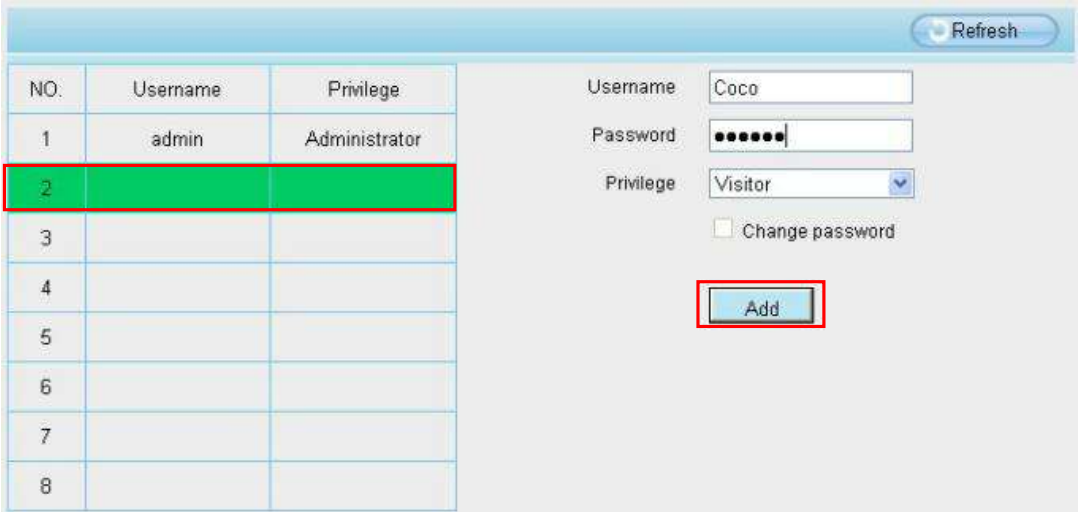 Refresh
NO. Username Privilege
1 admin Administrator
2
3
4
5
6
7
8
Username Coco
Password ●●●●●●
Privilege Visitor
Change password
Add